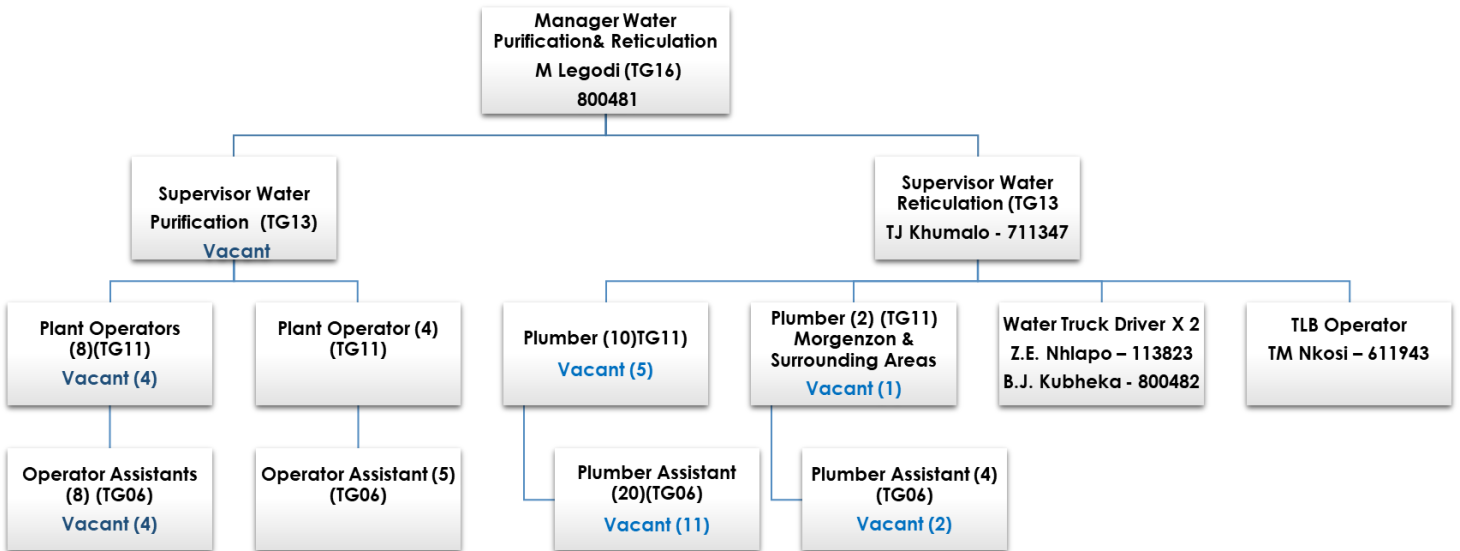 Manager Water
Purification& Reticulation
M Legodi (TG16)
800481
Supervisor Water
Purification (TG13)
Vacant
Supervisor Water
Reticulation (TG13
TJ Khumalo - 711347
Plant Operators
(8)(TG11)
Vacant (4)
Plant Operator (4)
(TG11)
Plumber (10)TG11)
Vacant (5)
Plumber (2) (TG11)
Morgenzon &
Surrounding Areas
Vacant (1)
Water Truck Driver X 2
Z.E. Nhlapo – 113823
B.J. Kubheka - 800482
TLB Operator
TM Nkosi – 611943
Operator Assistants
(8) (TG06)
Vacant (4)
Operator Assistant (5)
(TG06)
Plumber Assistant
(20)(TG06)
Vacant (11)
Plumber Assistant (4)
(TG06)
Vacant (2)